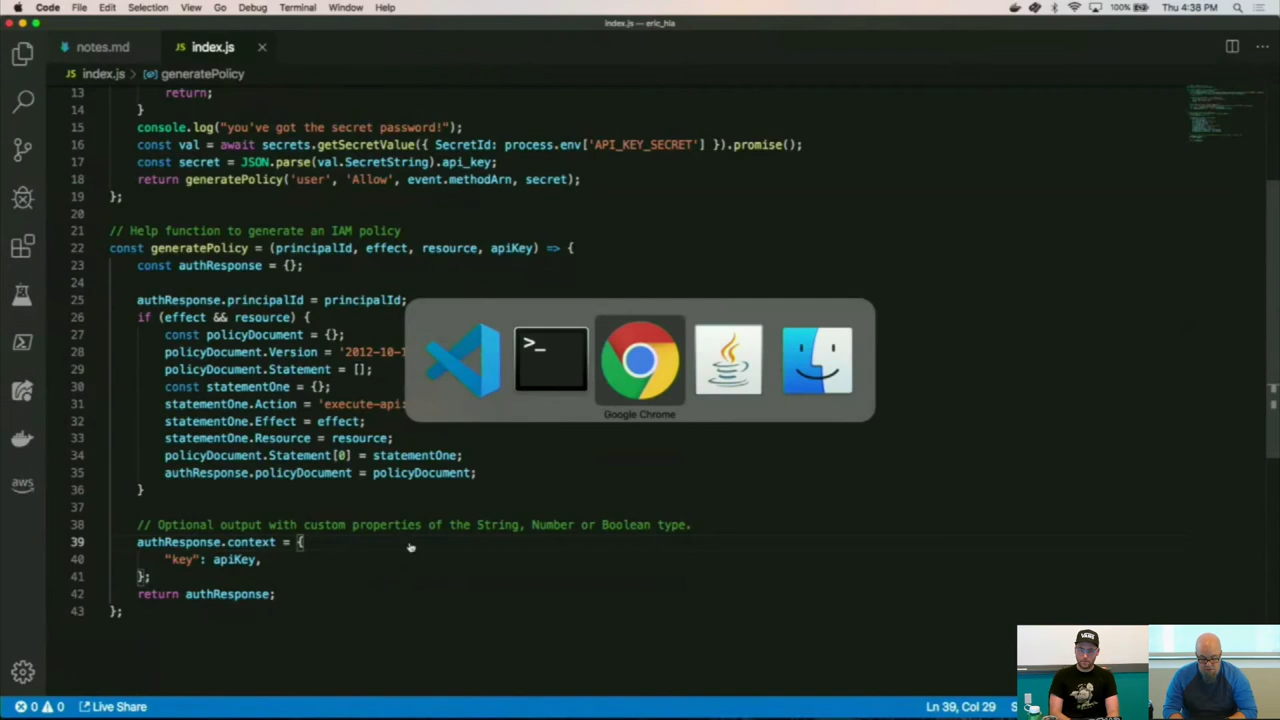 Code File Edit Selection View Go Debug Terminal Window Help 100% Thu 4:38 PM
index.js — eric_hla
notes.md JS index.js
JS index.js > generatePolicy
13 return;
14 }
15 console.log("you've got the secret password!");
16 const val = await secrets.getSecretValue({ SecretId: process.env['API_KEY_SECRET'] }).promise();
17 const secret = JSON.parse(val.SecretString).api_key;
18 return generatePolicy('user', 'Allow', event.methodArn, secret);
19 };
20
21 // Help function to generate an IAM policy
22 const generatePolicy = (principalId, effect, resource, apiKey) => {
23 const authResponse = {};
24
25 authResponse.principalId = principalId;
26 if (effect && resource) {
27 const policyDocument = {};
28 policyDocument.Version = '2012-10-1
29 policyDocument.Statement = [];
30 const statementOne = {};
31 statementOne.Action = 'execute-api:
32 statementOne.Effect = effect;
33 statementOne.Resource = resource;
34 policyDocument.Statement[0] = statementOne;
35 authResponse.policyDocument = policyDocument;
36 }
37
38 // Optional output with custom properties of the String, Number or Boolean type.
39 authResponse.context = {
40 "key": apiKey,
41 };
42 return authResponse;
43 };
>_
Google Chrome
aws
VANS
0 0 Live Share Ln 39, Col 29